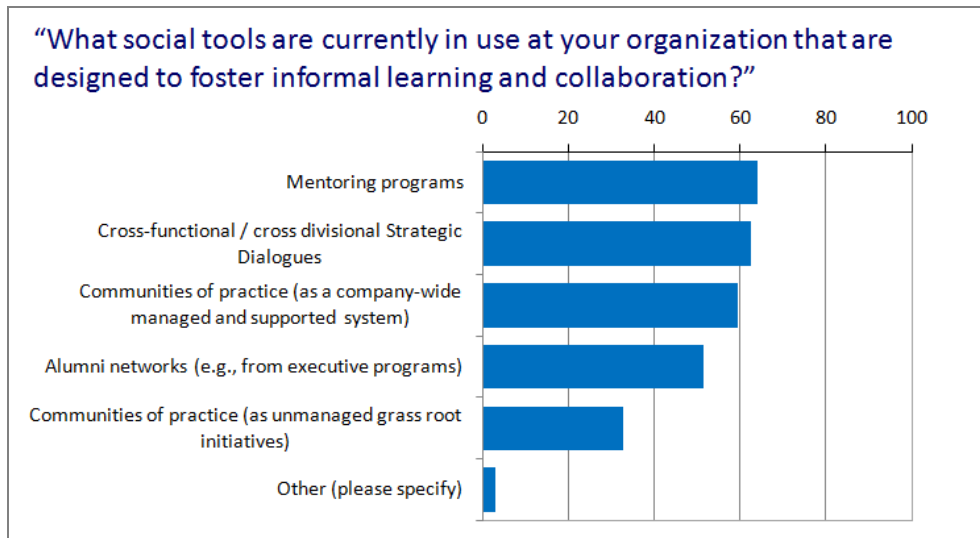 “What social tools are currently in use at your organization that are
designed to foster informal learning and collaboration?”
0 20 40 60 80 100
Mentoring programs
Cross-functional / cross divisional Strategic
Dialogues
Communities of practice (as a company-wide
managed and supported system)
Alumni networks (e.g., from executive programs)
Communities of practice (as unmanaged grass root
initiatives)
Other (please specify)